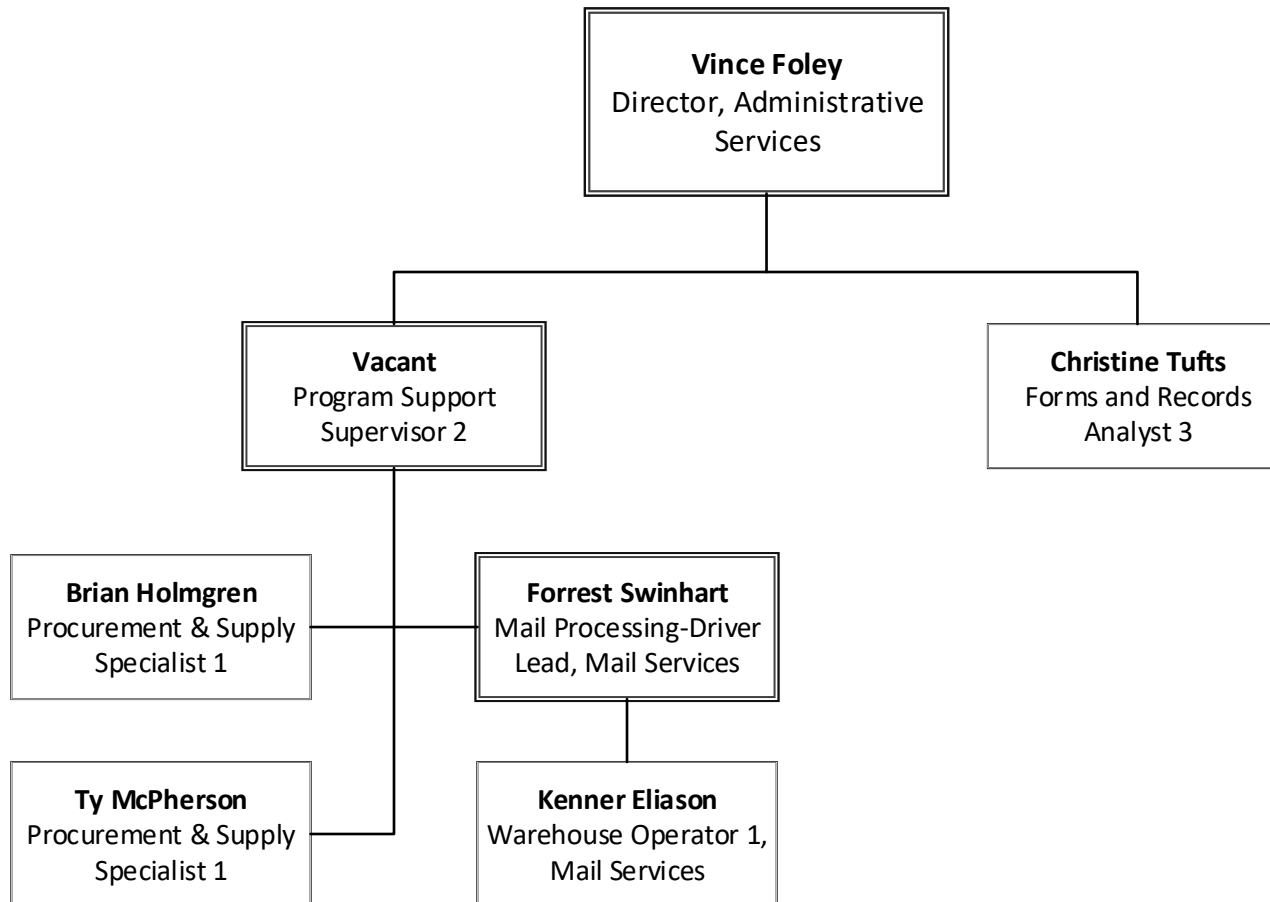 Vince Foley
Director, Administrative
Services
Vacant
Program Support
Supervisor 2
Christine Tufts
Forms and Records
Analyst 3
Brian Holmgren
Procurement & Supply
Specialist 1
Forrest Swinhart
Mail Processing-Driver
Lead, Mail Services
Ty McPherson
Procurement & Supply
Specialist 1
Kenner Eliason
Warehouse Operator 1,
Mail Services